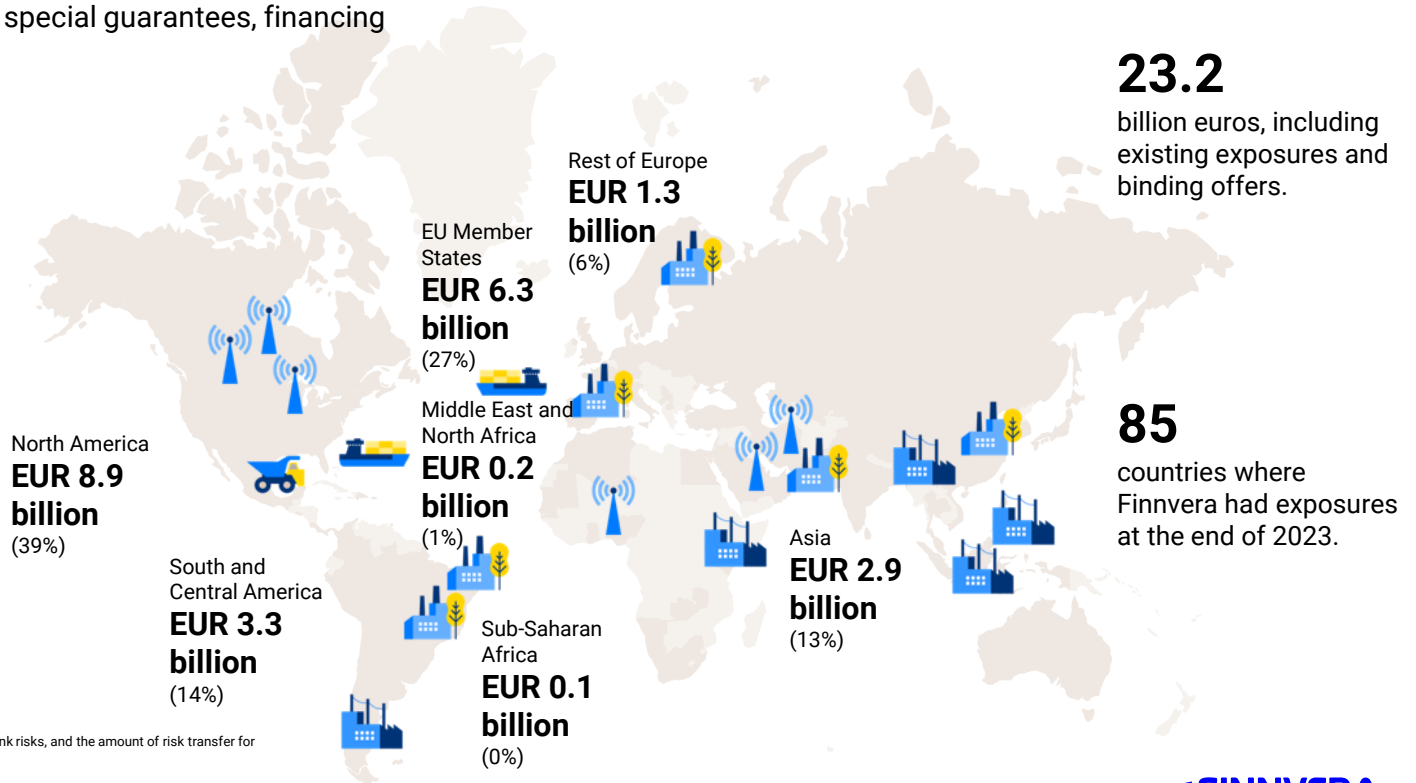 special guarantees, financing
23.2
billion euros, including
existing exposures and
binding offers.
Rest of Europe
EUR 1.3
billion
(6%)
EU Member
States
EUR 6.3
billion
(27%)
Middle East and
North Africa
EUR 0.2
billion
(1%)
North America
EUR 8.9
billion
(39%)
85
countries where
Finnvera had exposures
at the end of 2023.
Asia
EUR 2.9
billion
(13%)
South and
Central America
EUR 3.3
billion
(14%)
Sub-Saharan
Africa
EUR 0.1
billion
(0%)
risks, and the amount of risk transfer for
FINNVERA